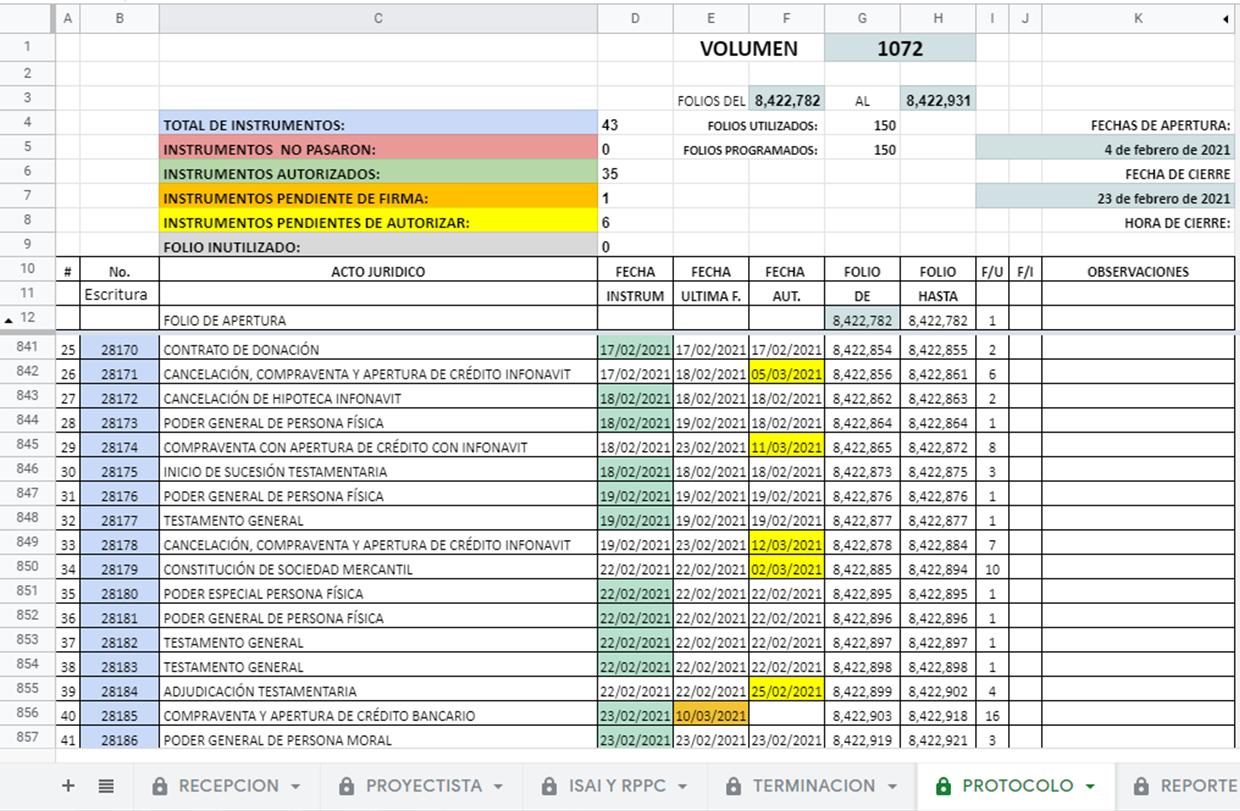 A B C D E F G H I J K
1 VOLUMEN 1072
2
3 FOLIOS DEL 8,422,782 AL 8,422,931
4 TOTAL DE INSTRUMENTOS: 43 FOLIOS UTILIZADOS: 150 FECHAS DE APERTURA:
5 INSTRUMENTOS NO PASARON: 0 FOLIOS PROGRAMADOS: 150 4 de febrero de 2021
6 INSTRUMENTOS AUTORIZADOS: 35 FECHA DE CIERRE
7 INSTRUMENTOS PENDIENTE DE FIRMA: 1 23 de febrero de 2021
8 INSTRUMENTOS PENDIENTES DE AUTORIZAR: 6 HORA DE CIERRE:
9 FOLIO INUTILIZADO: 0
10 # No. ACTO JURIDICO FECHA FECHA FECHA FOLIO FOLIO F/U F/I OBSERVACIONES
11 Escritura INSTRUM ULTIMA F. AUT. DE HASTA
12 FOLIO DE APERTURA 8,422,782 8,422,782 1
841 25 28170 CONTRATO DE DONACIÓN 17/02/2021 17/02/2021 17/02/2021 8,422,854 8,422,855 2
842 26 28171 CANCELACIÓN, COMPRAVENTA Y APERTURA DE CRÉDITO INFONAVIT 17/02/2021 18/02/2021 05/03/2021 8,422,856 8,422,861 6
843 27 28172 CANCELACIÓN DE HIPOTECA INFONAVIT 18/02/2021 18/02/2021 18/02/2021 8,422,862 8,422,863 2
844 28 28173 PODER GENERAL DE PERSONA FÍSICA 18/02/2021 19/02/2021 18/02/2021 8,422,864 8,422,864 1
845 29 28174 COMPRAVENTA CON APERTURA DE CRÉDITO CON INFONAVIT 18/02/2021 23/02/2021 11/03/2021 8,422,865 8,422,872 8
846 30 28175 INICIO DE SUCESIÓN TESTAMENTARIA 18/02/2021 18/02/2021 18/02/2021 8,422,873 8,422,875 3
847 31 28176 PODER GENERAL DE PERSONA FÍSICA 19/02/2021 19/02/2021 19/02/2021 8,422,876 8,422,876 1
848 32 28177 TESTAMENTO GENERAL 19/02/2021 19/02/2021 19/02/2021 8,422,877 8,422,877 1
849 33 28178 CANCELACIÓN, COMPRAVENTA Y APERTURA DE CRÉDITO INFONAVIT 19/02/2021 23/02/2021 12/03/2021 8,422,878 8,422,884 7
850 34 28179 CONSTITUCIÓN DE SOCIEDAD MERCANTIL 22/02/2021 22/02/2021 02/03/2021 8,422,885 8,422,894 10
851 35 28180 PODER ESPECIAL PERSONA FÍSICA 22/02/2021 22/02/2021 22/02/2021 8,422,895 8,422,895 1
852 36 28181 PODER GENERAL DE PERSONA FÍSICA 22/02/2021 22/02/2021 22/02/2021 8,422,896 8,422,896 1
853 37 28182 TESTAMENTO GENERAL 22/02/2021 22/02/2021 22/02/2021 8,422,897 8,422,897 1
854 38 28183 TESTAMENTO GENERAL 22/02/2021 22/02/2021 22/02/2021 8,422,898 8,422,898 1
855 39 28184 ADJUDICACIÓN TESTAMENTARIA 22/02/2021 22/02/2021 25/02/2021 8,422,899 8,422,902 4
856 40 28185 COMPRAVENTA Y APERTURA DE CRÉDITO BANCARIO 23/02/2021 10/03/2021 8,422,903 8,422,918 16
857 41 28186 PODER GENERAL DE PERSONA MORAL 23/02/2021 23/02/2021 23/02/2021 8,422,919 8,422,921 3
RECEPCION PROYECTISTA ISAI Y RPPC TERMINACION PROTOCOLO REPORTE